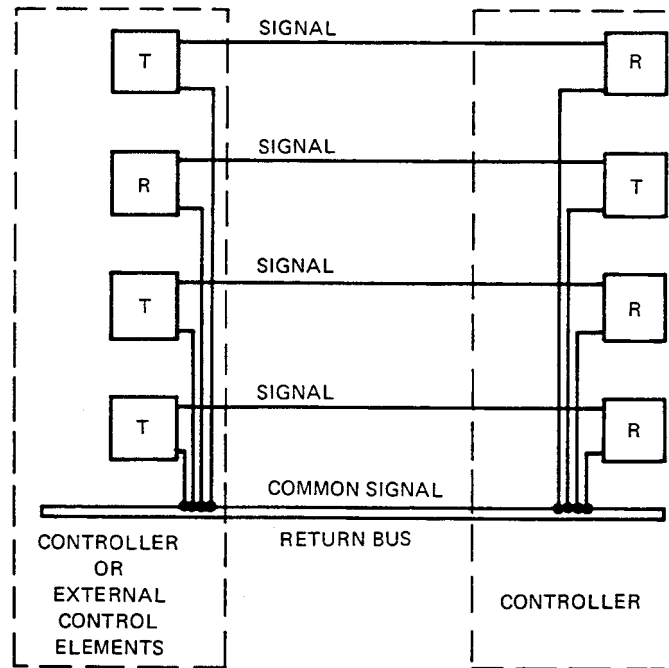 SIGNAL
T
R
SIGNAL
R
T
SIGNAL
T
R
SIGNAL
T
R
COMMON SIGNAL
RETURN BUS
CONTROLLER
OR
EXTERNAL
CONTROL
ELEMENTS
CONTROLLER